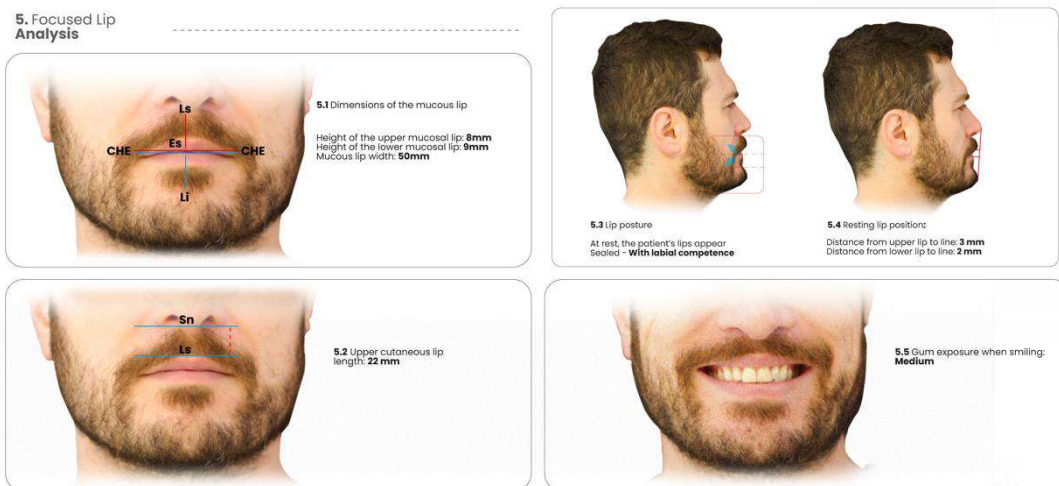 5. Focused Lip
Analysis
Ls
Es
CHE
CHE
Li
5.1 Dimensions of the mucous lip
Height of the upper mucosal lip: 8mm
Height of the lower mucosal lip: 9mm
Mucous lip width: 50mm
5.3 Lip posture
At rest, the patient's lips appear
Sealed - With labial competence
5.4 Resting lip position:
Distance from upper lip to line: 3 mm
Distance from lower lip to line: 2 mm
Sn
Ls
5.2 Upper cutaneous lip
length: 22 mm
5.5 Gum exposure when smiling:
Medium